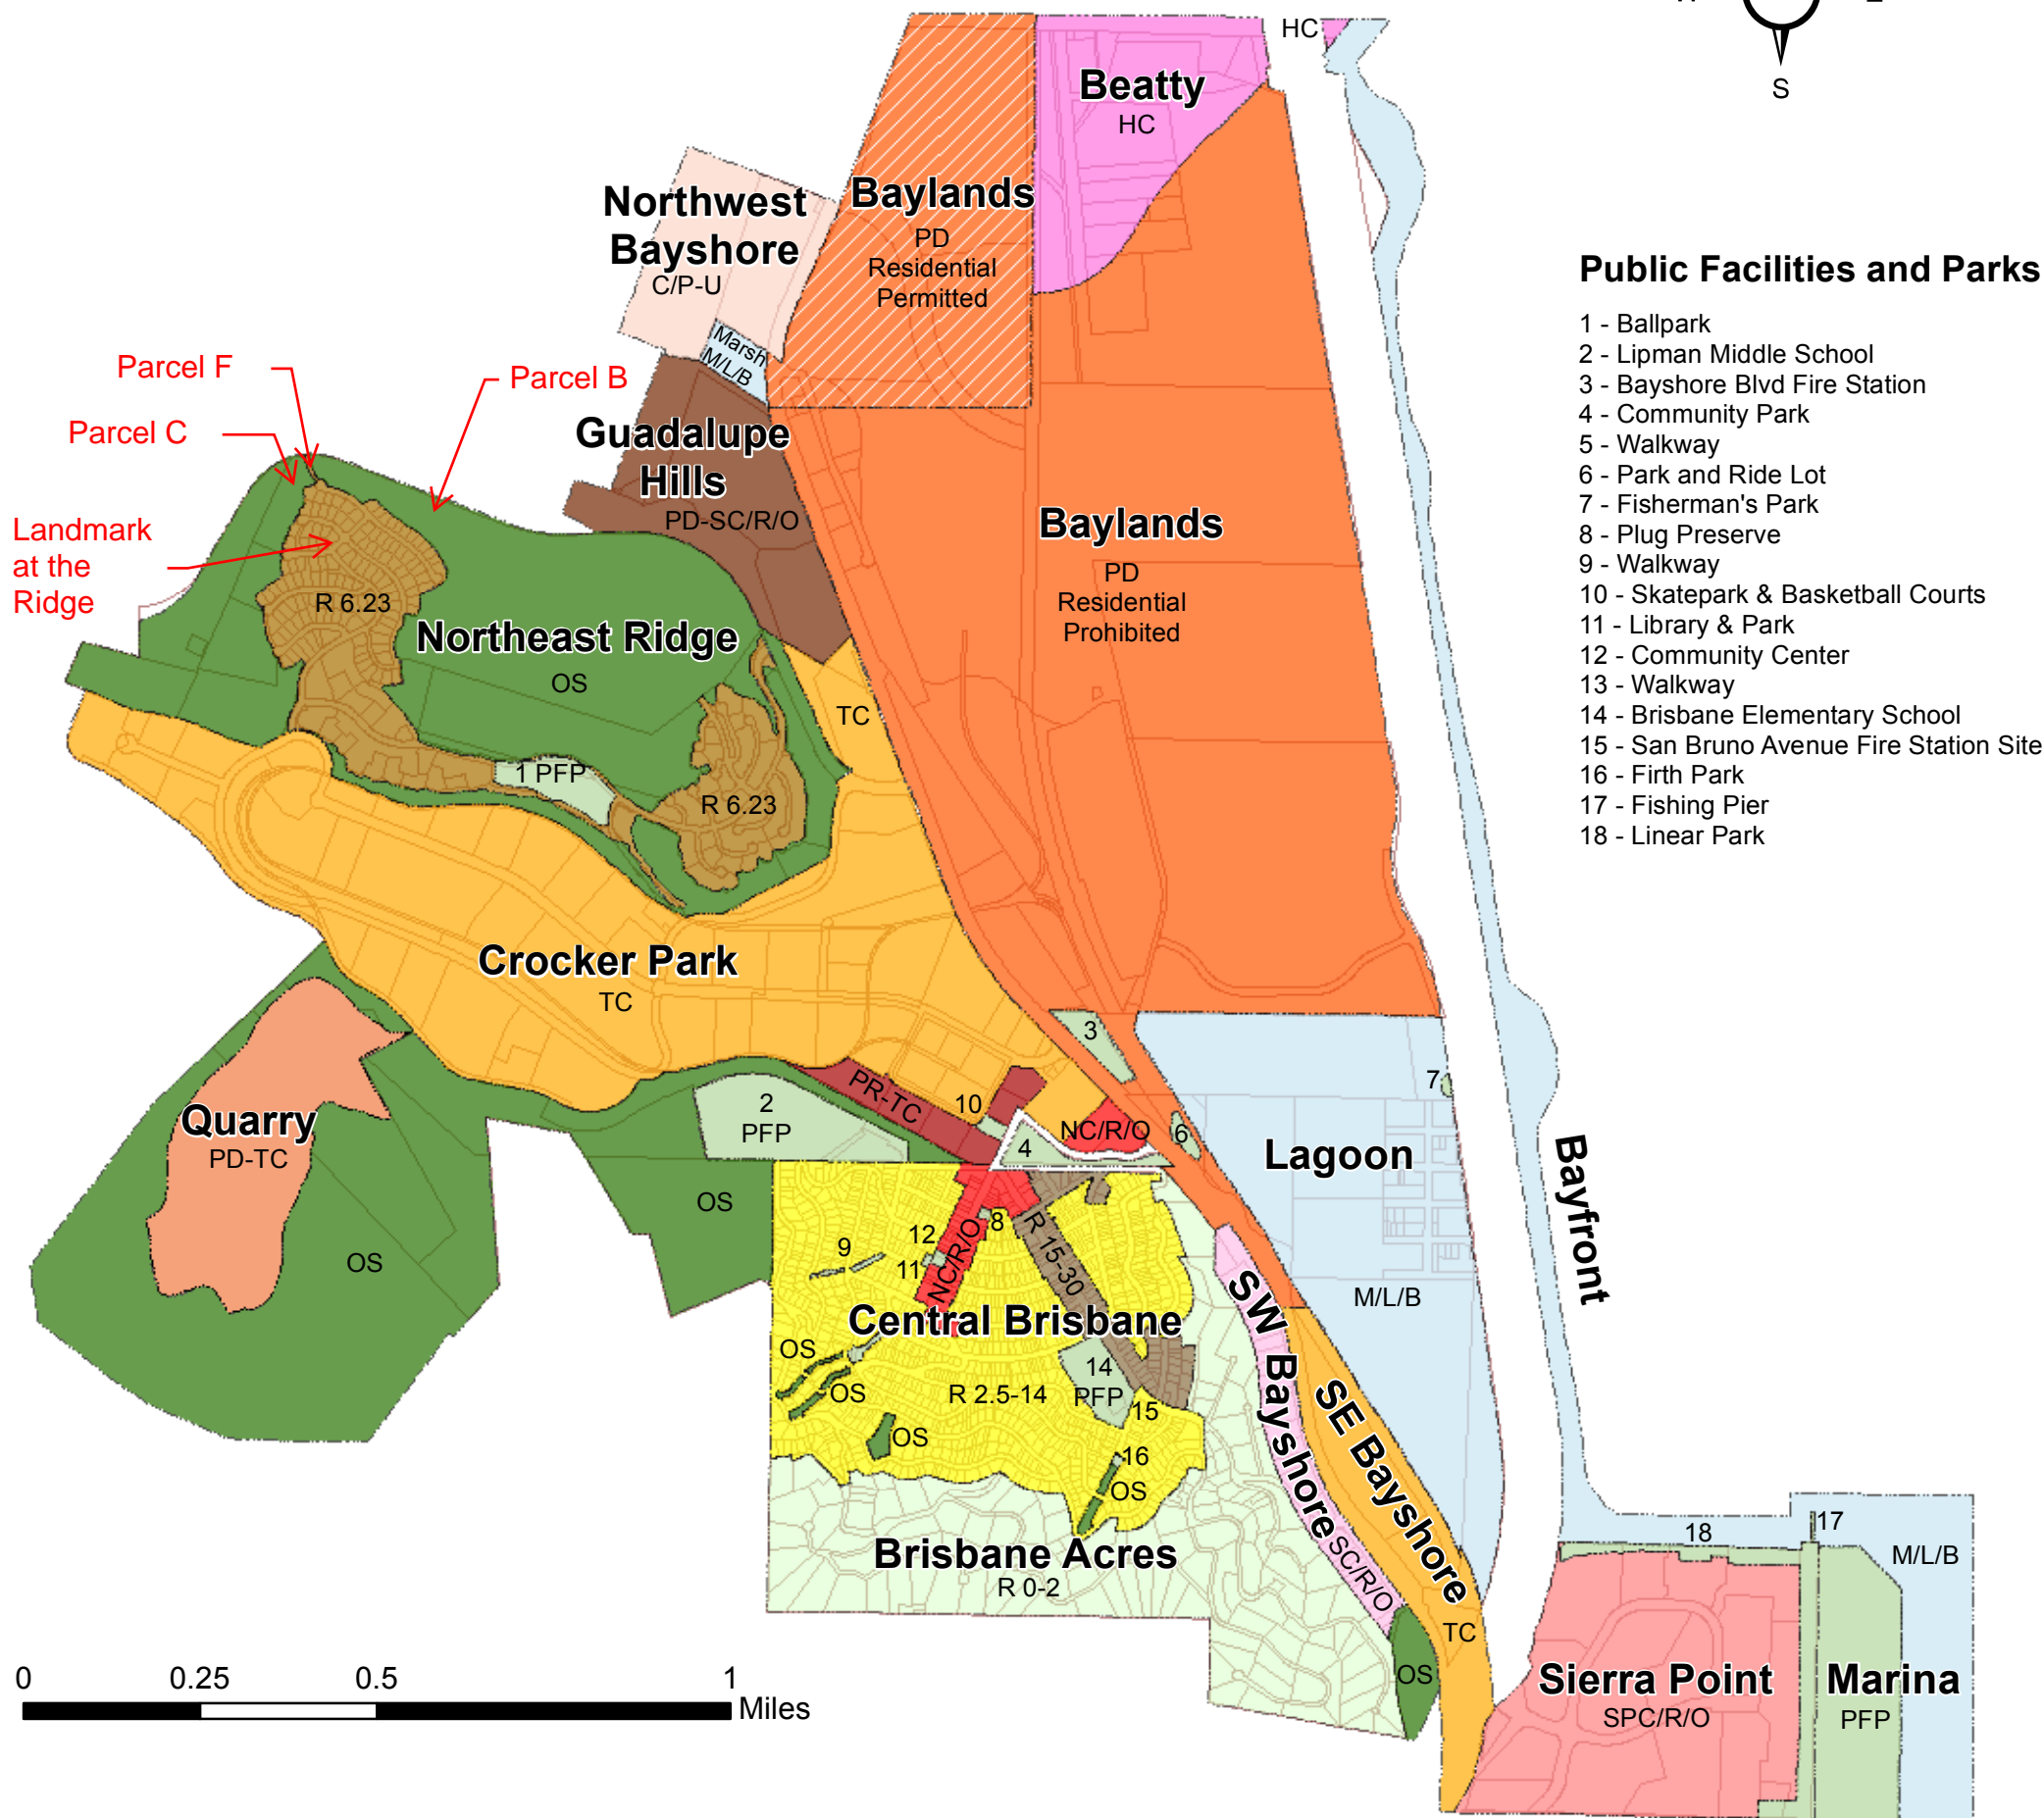 S
HC
Beatty
HC
Northwest
Bayshore
C/P-U
Baylands
PD
Residential
Permitted
Marsh
M/L/B
Public Facilities and Parks
1 - Ballpark
2 - Lipman Middle School
3 - Bayshore Blvd Fire Station
4 - Community Park
5 - Walkway
6 - Park and Ride Lot
7 - Fisherman's Park
8 - Plug Preserve
9 - Walkway
10 - Skatepark & Basketball Courts
11 - Library & Park
12 - Community Center
13 - Walkway
14 - Brisbane Elementary School
15 - San Bruno Avenue Fire Station Site
16 - Firth Park
17 - Fishing Pier
18 - Linear Park
Parcel F
Parcel B
Parcel C
Landmark
at the
Ridge
Guadalupe
Hills
PD-SC/R/O
Baylands
PD
Residential
Prohibited
R 6.23
Northeast Ridge
OS
TC
1 PFP
R 6.23
Crocker Park
TC
Quarry
PD-TC
OS
2
PFP
PR-TC
10
3
4
NC/R/O
6
7
Lagoon
M/L/B
Bayfront
OS
9
12
11
NC/R/O
8
R 15-30
Central Brisbane
OS
OS
R 2.5-14
14
PFP
15
OS
16
OS
SW Bayshore
SC/R/O
SE Bayshore
TC
Brisbane Acres
R 0-2
OS
18
17
M/L/B
Sierra Point
SPC/R/O
Marina
PFP
0 0.25 0.5 1
Miles